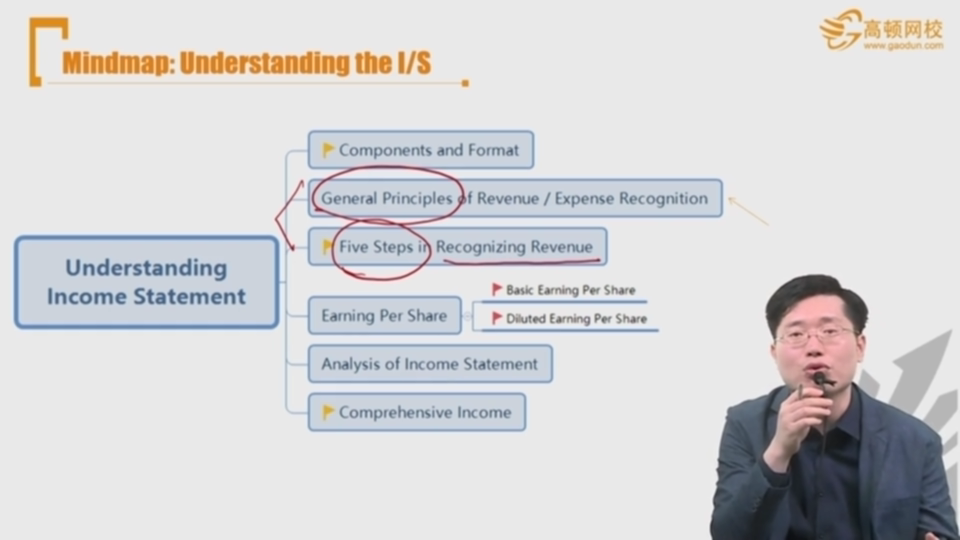 高顿网校
www.gaodun.com
Mindmap: Understanding the I/S
Components and Format
General Principles of Revenue / Expense Recognition
Five Steps in Recognizing Revenue
Understanding
Income Statement
Basic Earning Per Share
Earning Per Share
Diluted Earning Per Share
Analysis of Income Statement
Comprehensive Income